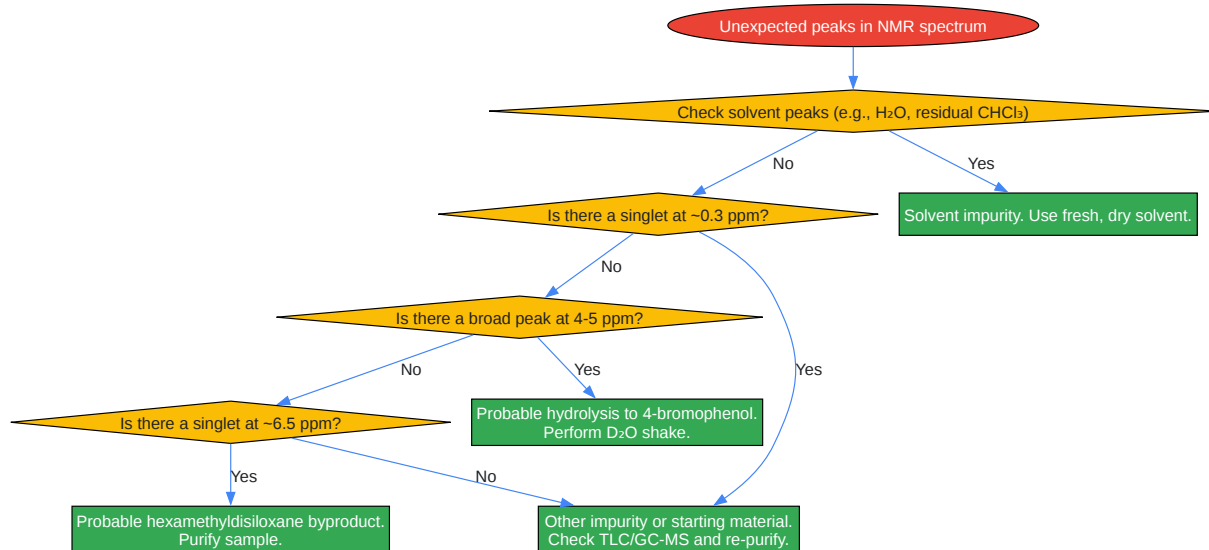 Unexpected peaks in NMR spectrum
Check solvent peaks (e.g., H₂O, residual CHCl₃)
No
Yes
Is there a singlet at ~0.3 ppm?
Solvent impurity. Use fresh, dry solvent.
No
Yes
Is there a broad peak at 4-5 ppm?
No
Yes
Is there a singlet at ~6.5 ppm?
Probable hydrolysis to 4-bromophenol.
Perform D₂O shake.
Yes
No
Probable hexamethyldisiloxane byproduct.
Purify sample.
Other impurity or starting material.
Check TLC/GC-MS and re-purify.